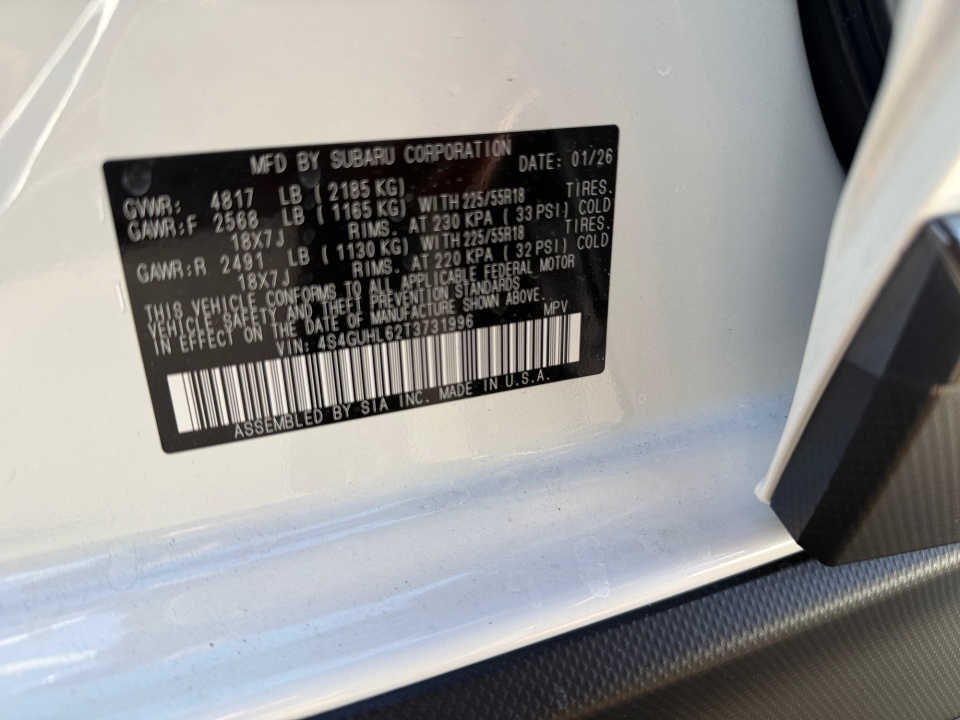 MFD BY SUBARU CORPORATION DATE: 01/26
GVWR: 4817 LB (2185 KG)
GAWR:F 2568 LB (1165 KG) WITH 225/55R18 TIRES.
18X7J RIMS. AT 230 KPA (33 PSI) COLD
GAWR:R 2491 LB (1130 KG) WITH 225/55R18 TIRES.
18X7J RIMS. AT 220 KPA (32 PSI) COLD
THIS VEHICLE CONFORMS TO ALL APPLICABLE FEDERAL MOTOR
VEHICLE SAFETY AND THEFT PREVENTION STANDARDS
IN EFFECT ON THE DATE OF MANUFACTURE SHOWN ABOVE.
VIN: 4S4GUHL62T3731996 MPV
ASSEMBLED BY SIA INC. MADE IN U.S.A.